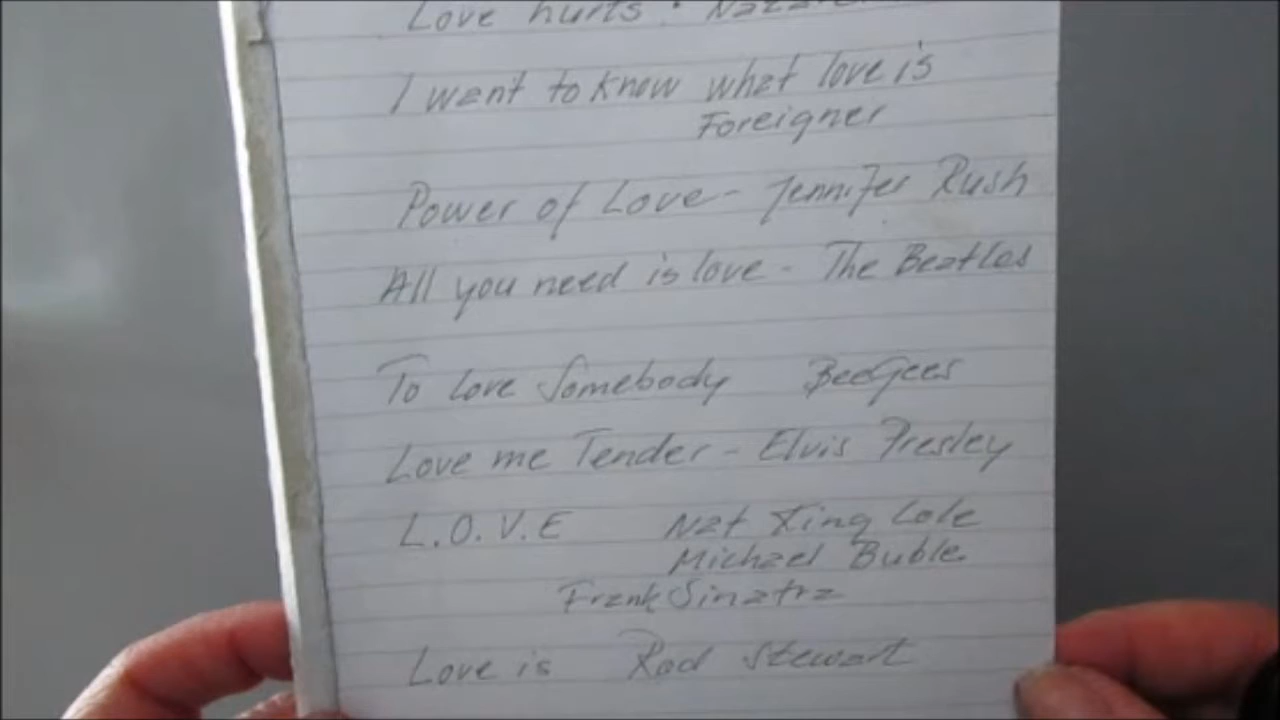 Love hurts.
I want to know what love is
Foreigner
Power of Love - Jennifer Rush
All you need is love - The Beatles
To love Somebody BeeGees
Love me Tender - Elvis Presley
L.O.V.E Nat King Cole
Michael Buble
Frank Sinatra
Love is Rod Stewart